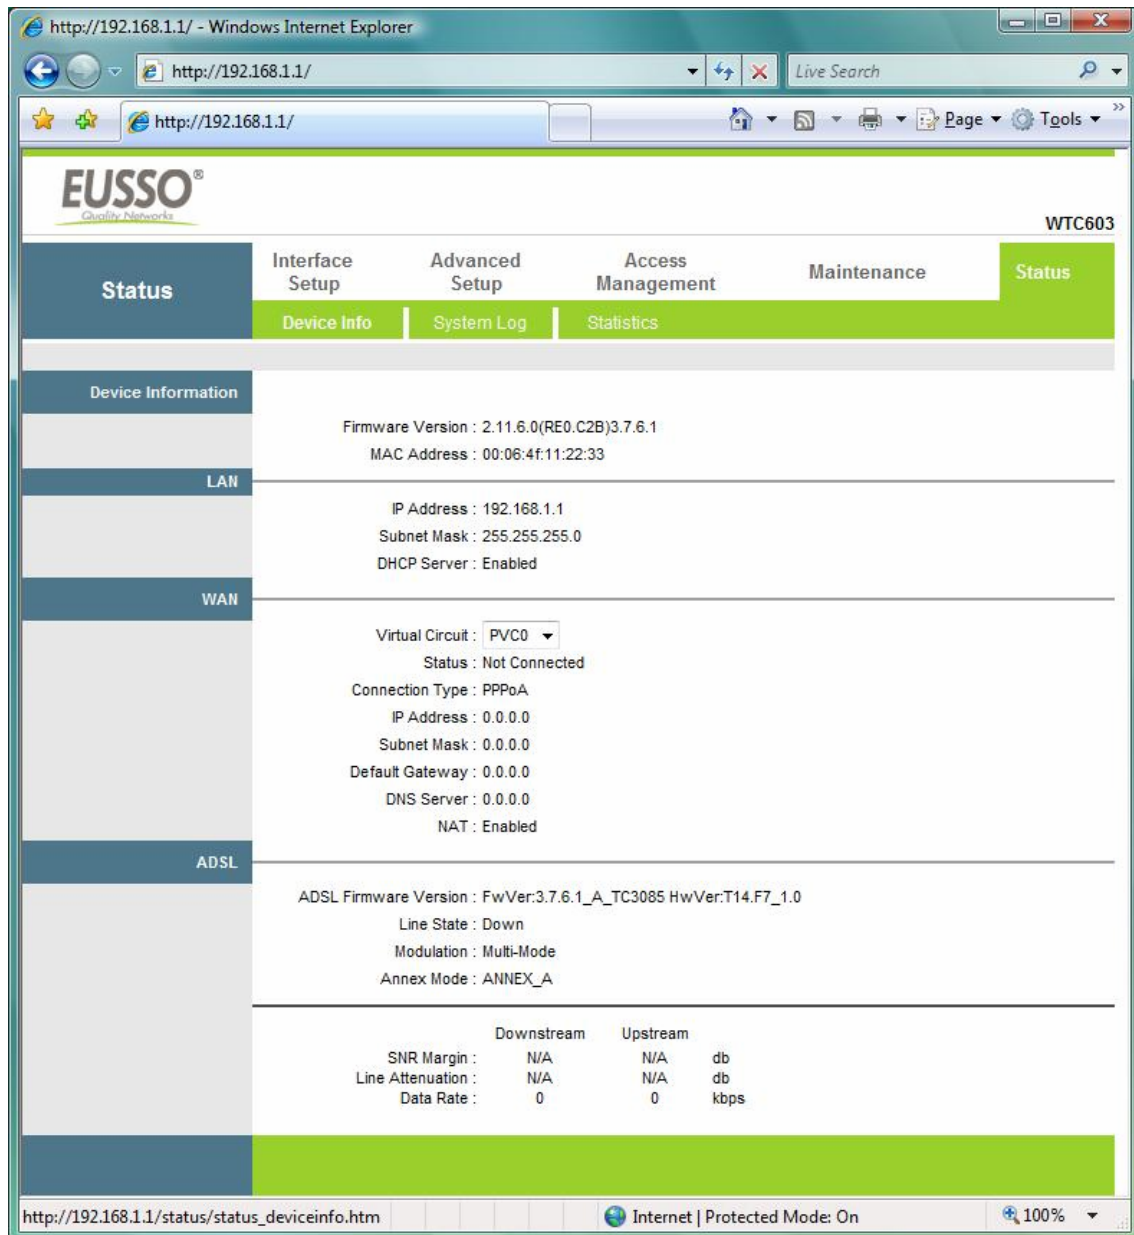 http://192.168.1.1/ - Windows Internet Explorer
http://192.168.1.1/
Live Search
http://192.168.1.1/
Page
Tools
EUSSO®
Quality Networks
WTC603
Status
Interface Setup
Advanced Setup
Access Management
Maintenance
Status
Device Info
System Log
Statistics
Device Information
Firmware Version : 2.11.6.0(RE0.C2B)3.7.6.1
MAC Address : 00:06:4f:11:22:33
LAN
IP Address : 192.168.1.1
Subnet Mask : 255.255.255.0
DHCP Server : Enabled
WAN
Virtual Circuit : PVC0
Status : Not Connected
Connection Type : PPPoA
IP Address : 0.0.0.0
Subnet Mask : 0.0.0.0
Default Gateway : 0.0.0.0
DNS Server : 0.0.0.0
NAT : Enabled
ADSL
ADSL Firmware Version : FwVer:3.7.6.1_A_TC3085 HwVer:T14.F7_1.0
Line State : Down
Modulation : Multi-Mode
Annex Mode : ANNEX_A
Downstream Upstream
SNR Margin : N/A N/A db
Line Attenuation : N/A N/A db
Data Rate : 0 0 kbps
http://192.168.1.1/status/status_deviceinfo.htm
Internet | Protected Mode: On
100%